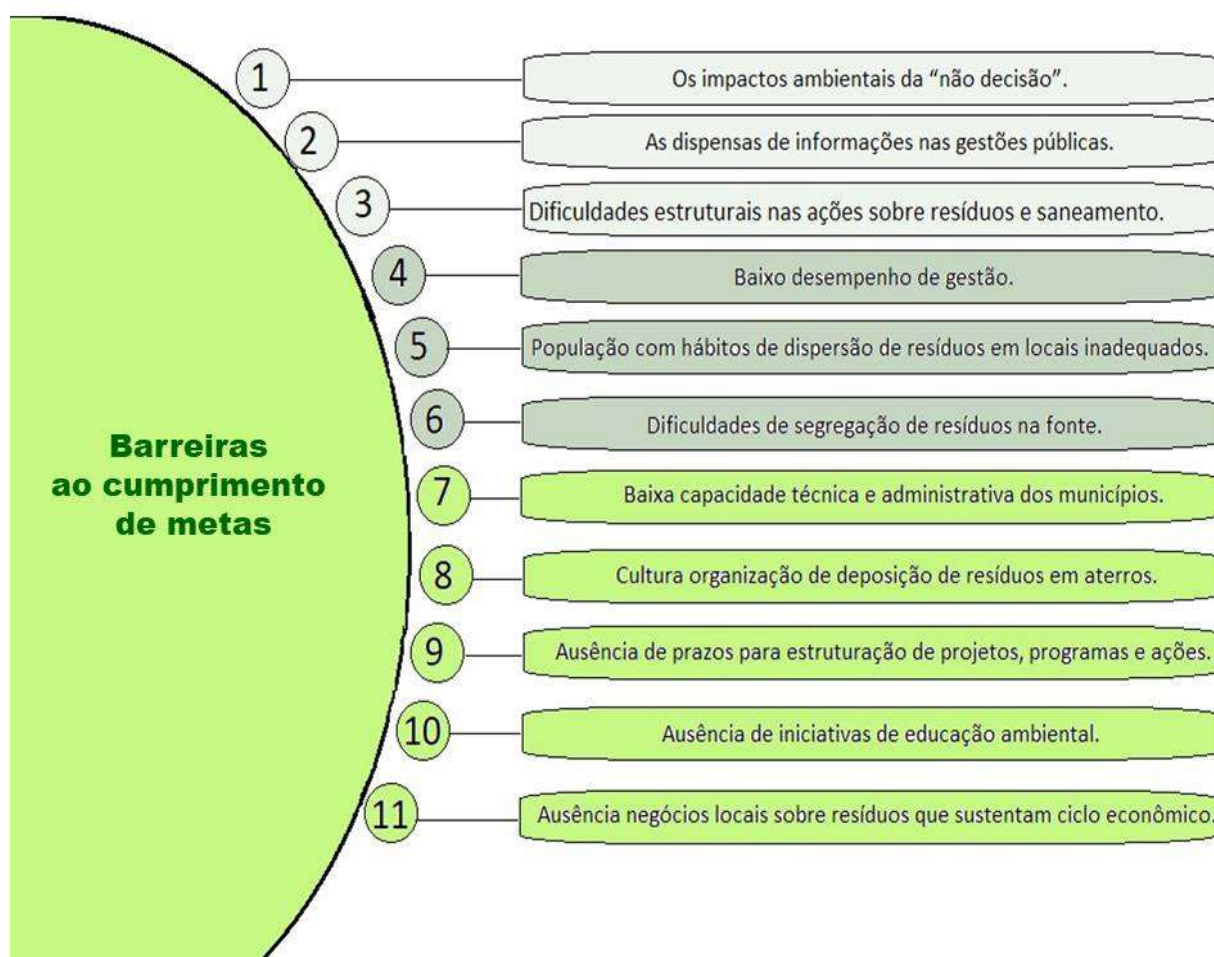 1
Os impactos ambientais da “não decisão”.
2
As dispensas de informações nas gestões públicas.
3
Dificuldades estruturais nas ações sobre resíduos e saneamento.
4
Baixo desempenho de gestão.
5
População com hábitos de dispersão de resíduos em locais inadequados.
6
Dificuldades de segregação de resíduos na fonte.
Barreiras
ao cumprimento
de metas
7
Baixa capacidade técnica e administrativa dos municípios.
8
Cultura organização de deposição de resíduos em aterros.
9
Ausência de prazos para estruturação de projetos, programas e ações.
10
Ausência de iniciativas de educação ambiental.
11
Ausência negócios locais sobre resíduos que sustentam ciclo econômico.